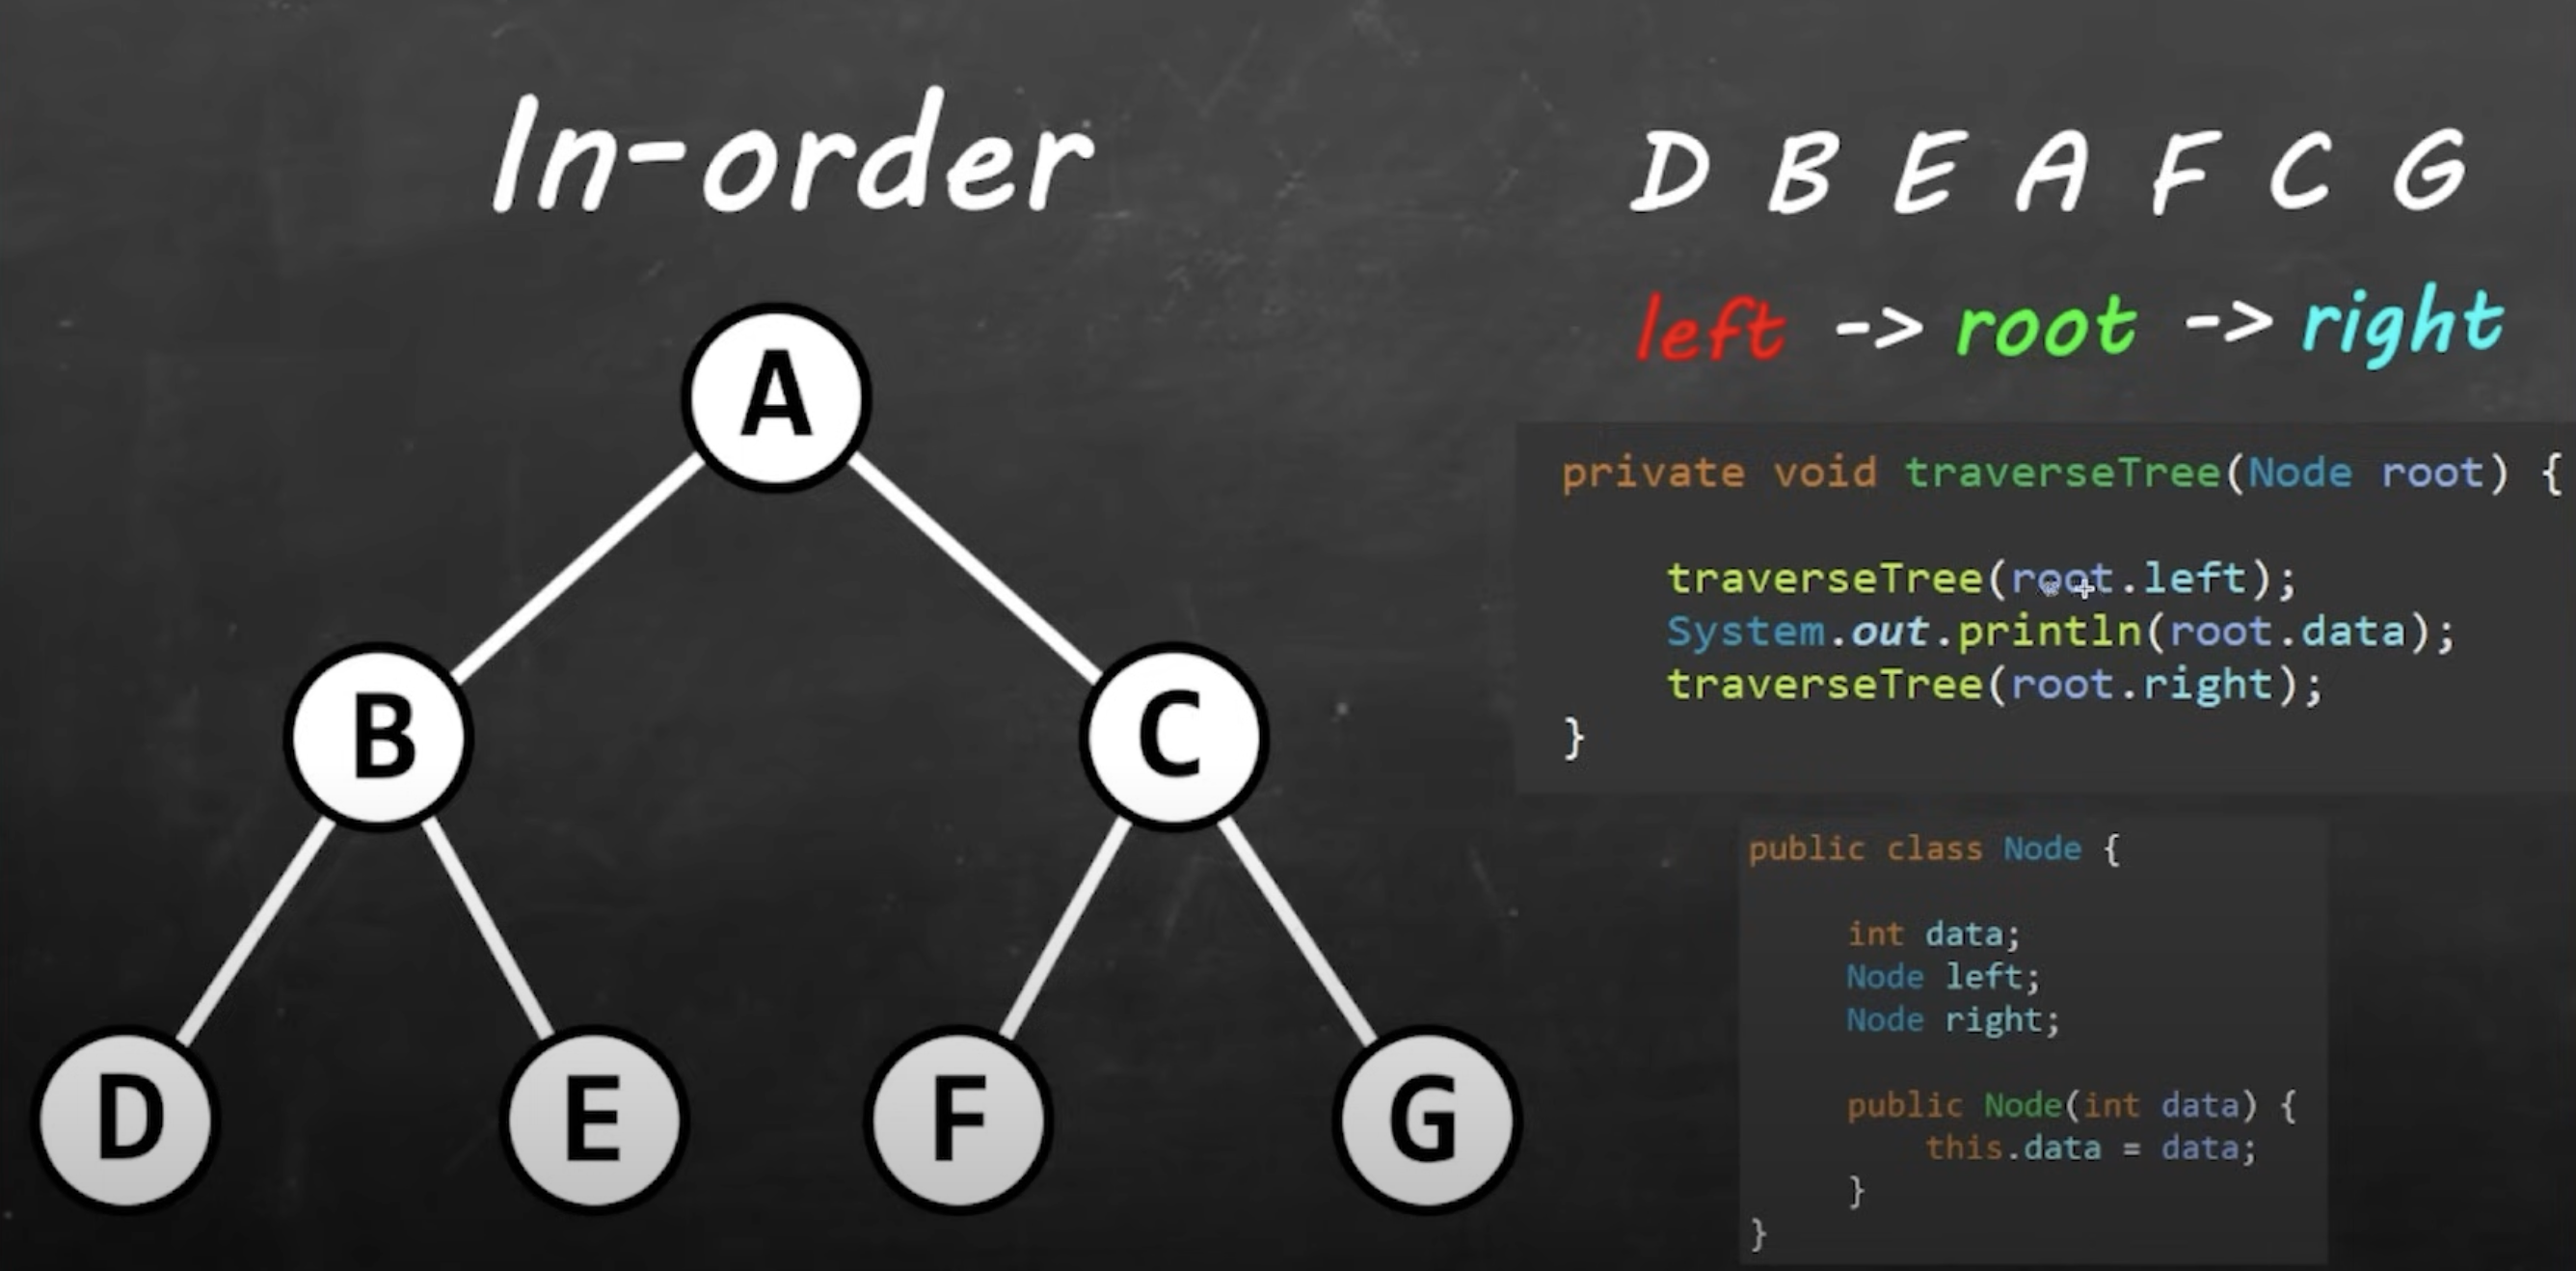 In-order
D B E A F C G
left -> root -> right
A
B C
D E F G
private void traverseTree(Node root) {
traverseTree(root.left);
System.out.println(root.data);
traverseTree(root.right);
}
public class Node {
int data;
Node left;
Node right;
public Node(int data) {
this.data = data;
}
}